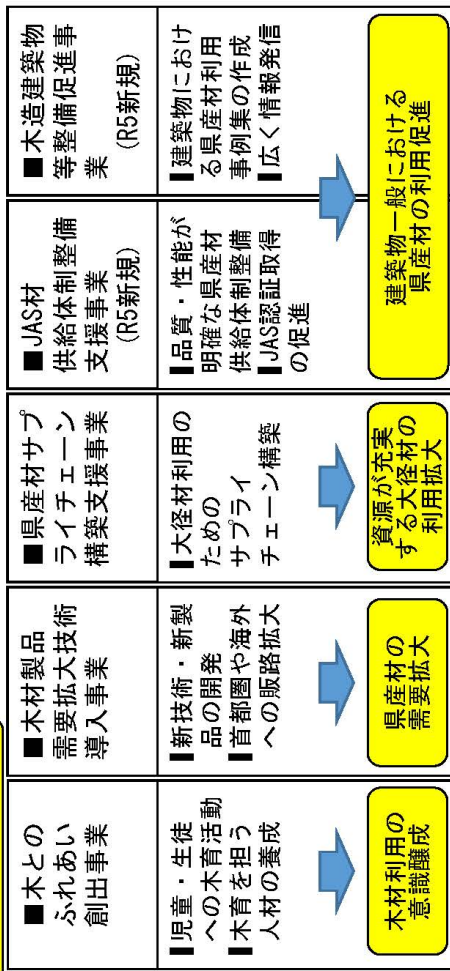 ■木との
ふれあい
創出事業
■児童・生徒
への木育活動
■木育を担う
人材の養成
木材利用の
意識醸成
■木材製品
需要拡大技術
導入事業
■新技術・新製
品の開発
■首都圏や海外
への販路拡大
県産材の
需要拡大
■県産材サプ
ライチェーン
構築支援事業
■大径材利用の
ための
サプライ
チェーン構築
資源が充実
する大径材の
利用拡大
■JAS材
供給体制整備
支援事業
(R5新規)
■品質・性能が
明確な県産材
供給体制整備
■JAS認証取得
の促進
■木造建築物
等整備促進事
業
(R5新規)
■建築物におけ
る県産材利用
事例集の作成
■広く情報発信
建築物一般における
県産材の利用促進